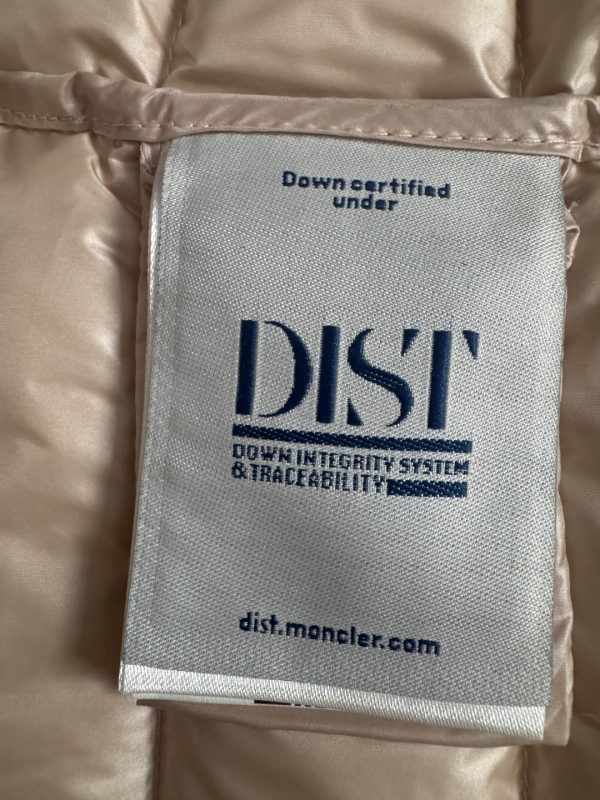 Down certified
under
DIST
DOWN INTEGRITY SYSTEM
& TRACEABILITY
dist.moncler.com